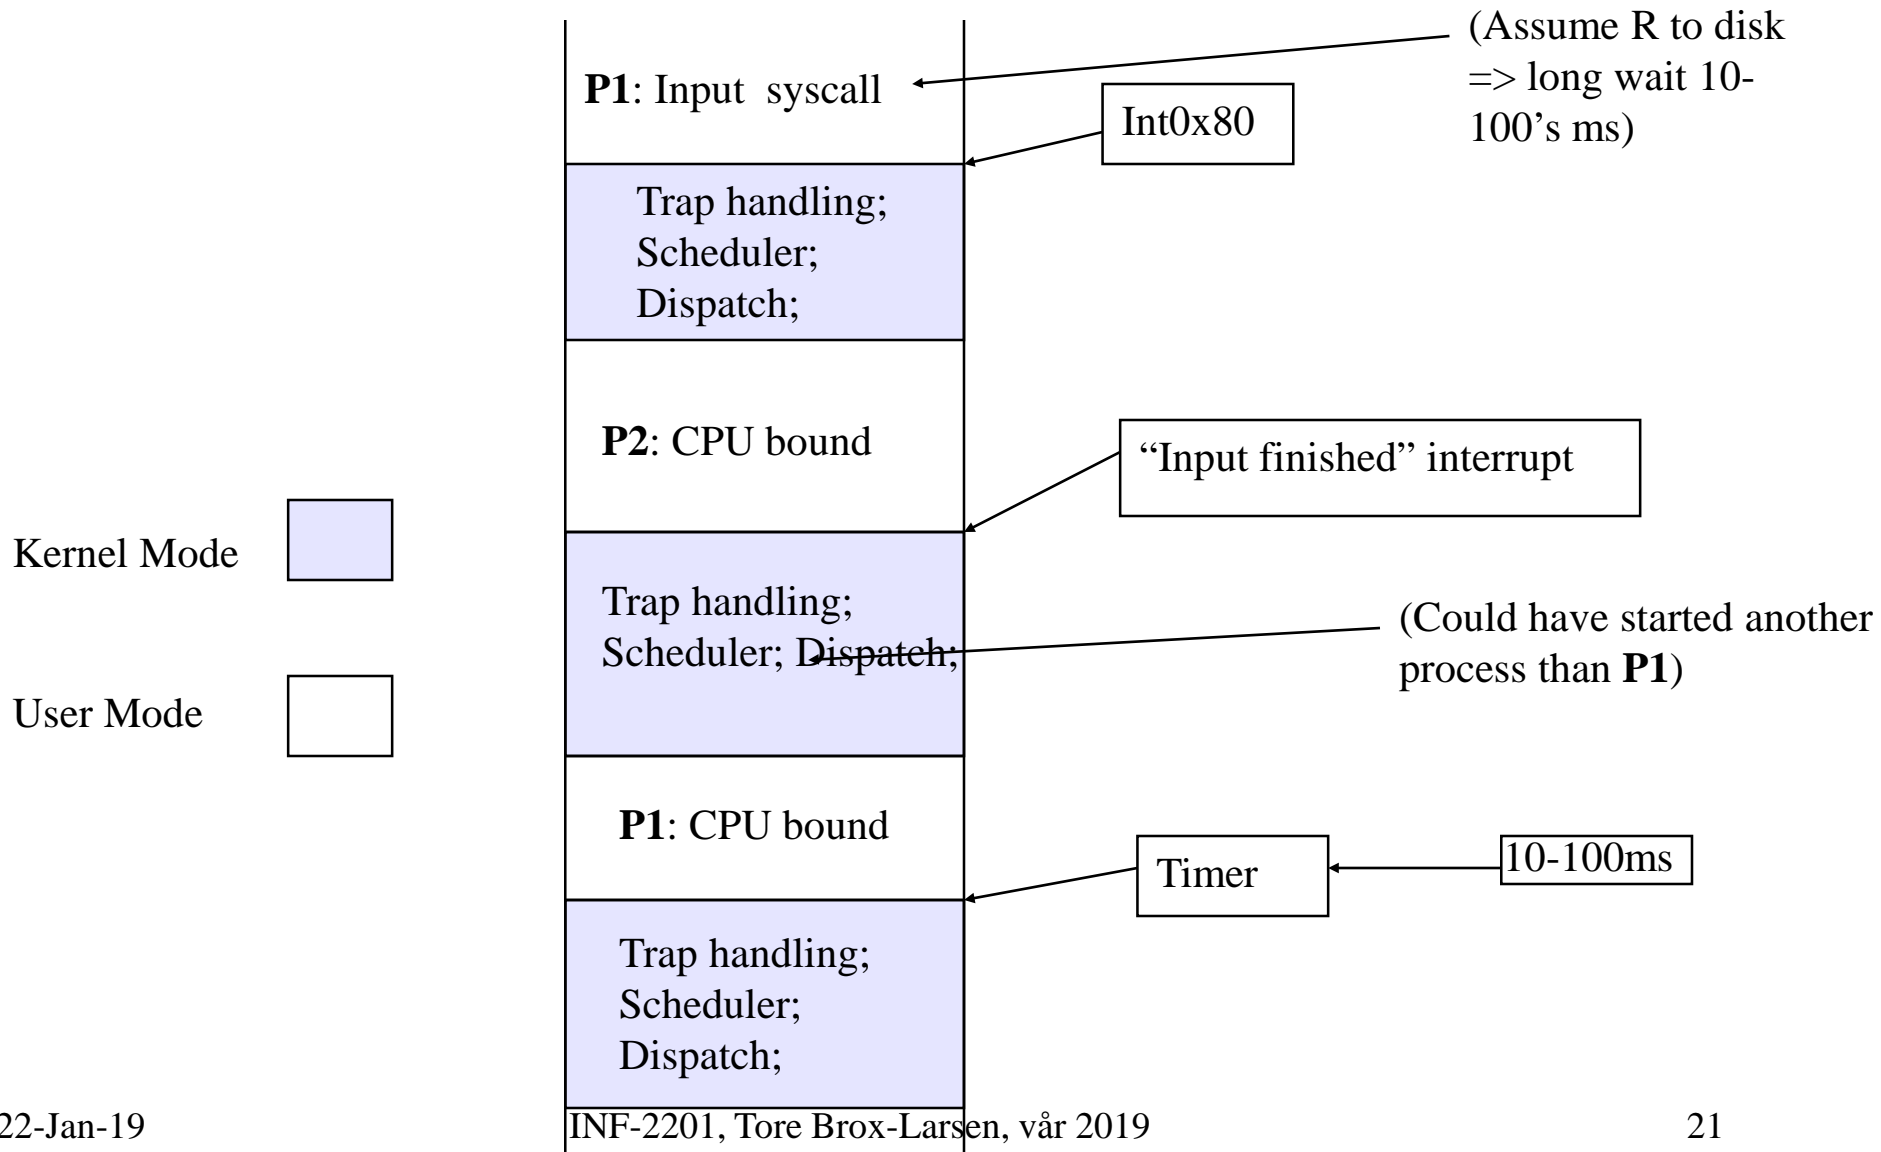 (Assume R to disk
=> long wait 10-
100’s ms)
P1: Input syscall
Int0x80
Trap handling;
Scheduler;
Dispatch;
P2: CPU bound
“Input finished” interrupt
Kernel Mode
Trap handling;
Scheduler; Dispatch;
(Could have started another
process than P1)
User Mode
P1: CPU bound
Timer
10-100ms
Trap handling;
Scheduler;
Dispatch;
22-Jan-19
INF-2201, Tore Brox-Larsen, vår 2019
21